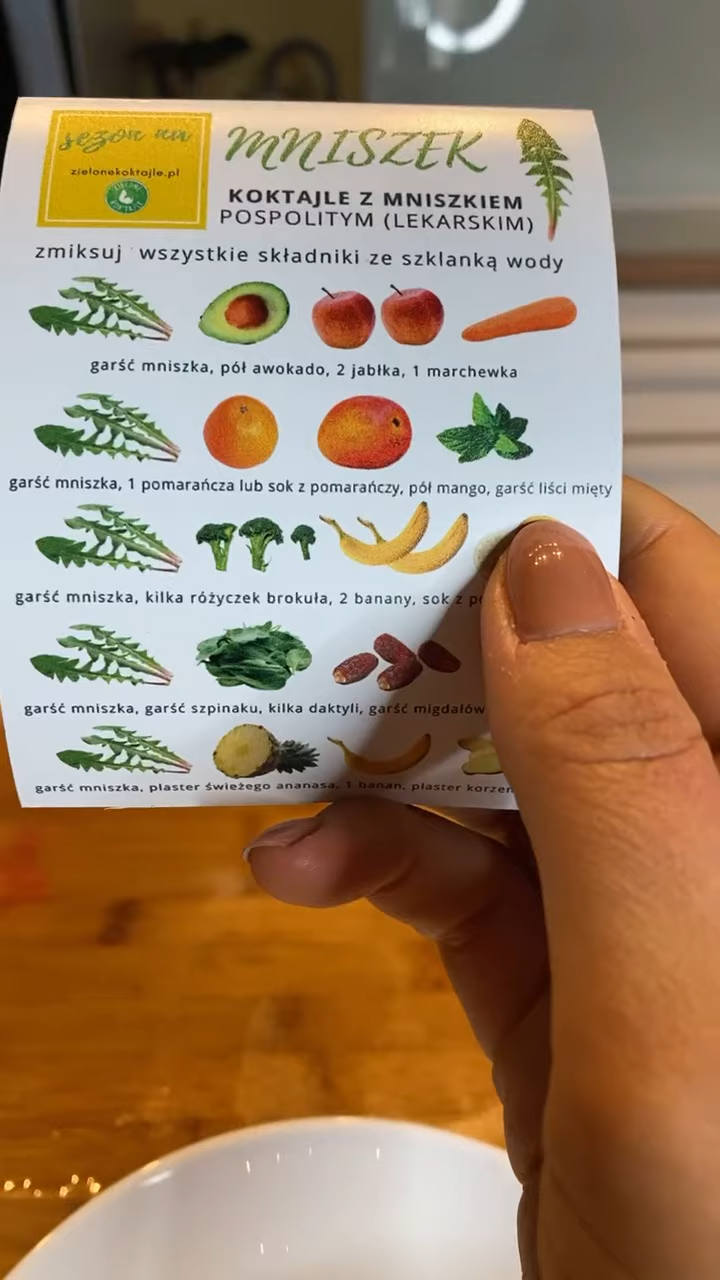 sezon na
zielonekoktajle.pl
ZIELONE
KOKTAJLE
MNISZEK
KOKTAJLE Z MNISZKIEM
POSPOLITYM (LEKARSKIM)
zmiksuj wszystkie składniki ze szklanką wody
garść mniszka, pół awokado, 2 jabłka, 1 marchewka
garść mniszka, 1 pomarańcza lub sok z pomarańczy, pół mango, garść liści mięty
garść mniszka, kilka różyczek brokuła, 2 banany, sok z
garść mniszka, garść szpinaku, kilka daktyli, garść migdałów
garść mniszka, plaster świeżego ananasa, 1 banan, plaster